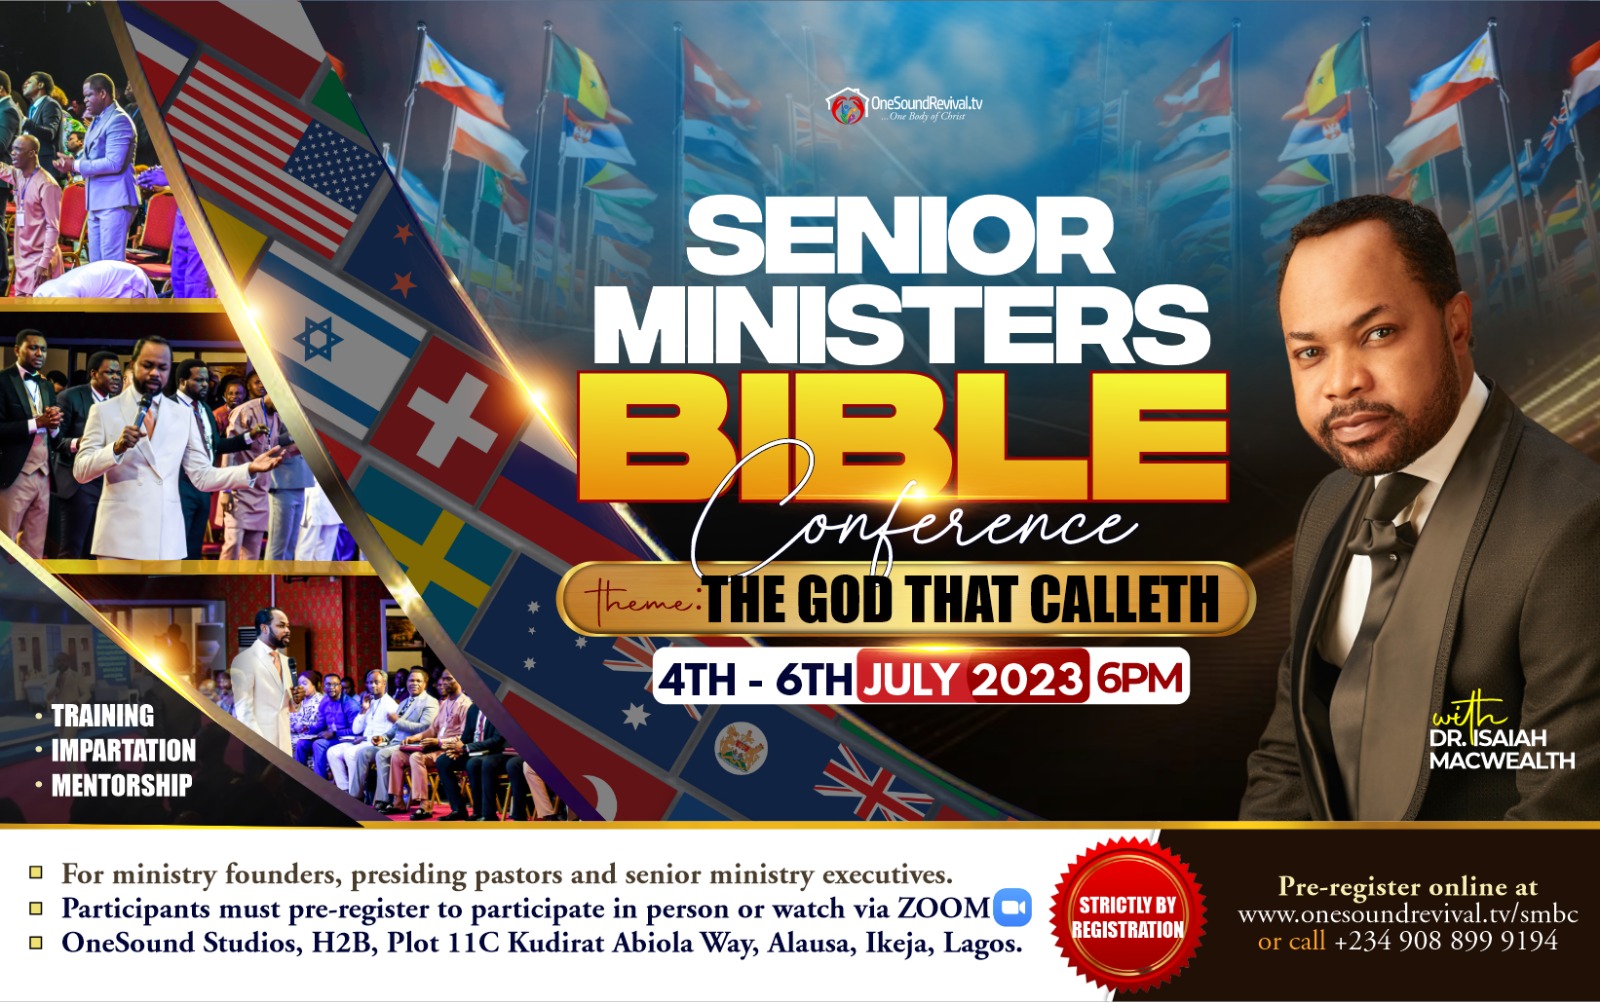 OneSoundRevival.tv
...One Body of Christ
SENIOR
MINISTERS
BIBLE
Conference
theme: THE GOD THAT CALLETH
4TH - 6TH JULY 2023 6PM
with
DR. ISAIAH
MACWEALTH
• TRAINING
• IMPARTATION
• MENTORSHIP
For ministry founders, presiding pastors and senior ministry executives.
Participants must pre-register to participate in person or watch via ZOOM
OneSound Studios, H2B, Plot 11C Kudirat Abiola Way, Alausa, Ikeja, Lagos.
STRICTLY BY
REGISTRATION
Pre-register online at
www.onesoundrevival.tv/smbc
or call +234 908 899 9194